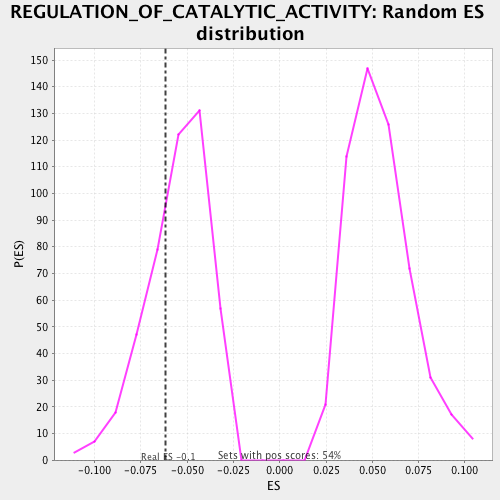 REGULATION_OF_CATALYTIC_ACTIVITY: Random ES
distribution
150
140
130
120
110
100
90
80
70
60
50
40
30
20
10
0
P(ES)
Real ES -0.1
Sets with pos scores: 54%
-0.100 -0.075 -0.050 -0.025 0.000 0.025 0.050 0.075 0.100
ES